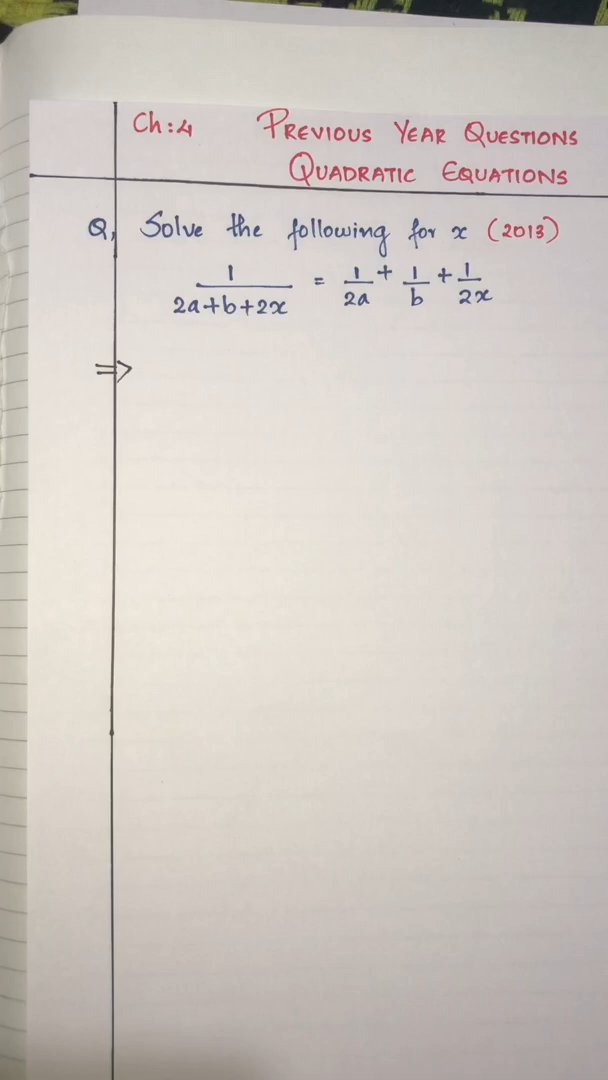 Ch:4 PREVIOUS YEAR QUESTIONS
QUADRATIC EQUATIONS
Q, Solve the following for x (2013)
1/(2a+b+2x) = 1/2a + 1/b + 1/2x
⇒